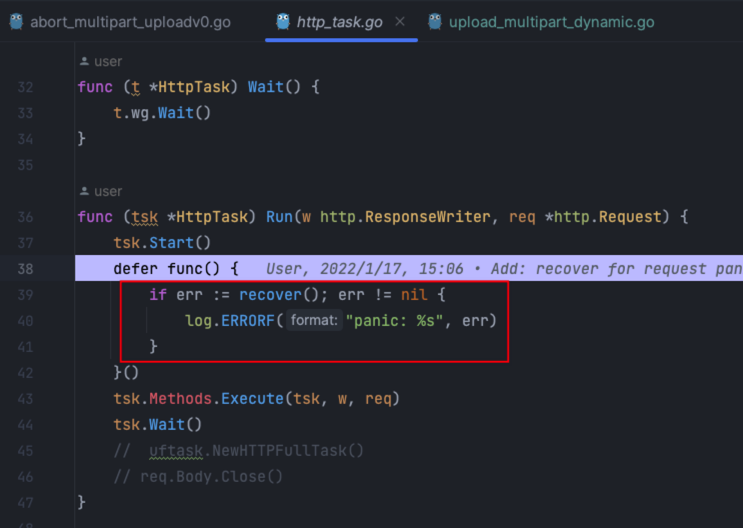 abort_multipart_uploadv0.go http_task.go upload_multipart_dynamic.go
user
32 func (t *HttpTask) Wait() {
33 t.wg.Wait()
34 }
35
user
36 func (tsk *HttpTask) Run(w http.ResponseWriter, req *http.Request) {
37 tsk.Start()
38 defer func() { User, 2022/1/17, 15:06 • Add: recover for request pan
39 if err := recover(); err != nil {
40 log.ERRORF( format: "panic: %s", err)
41 }
42 }()
43 tsk.Methods.Execute(tsk, w, req)
44 tsk.Wait()
45 // uftask.NewHTTPFullTask()
46 // req.Body.Close()
47 }